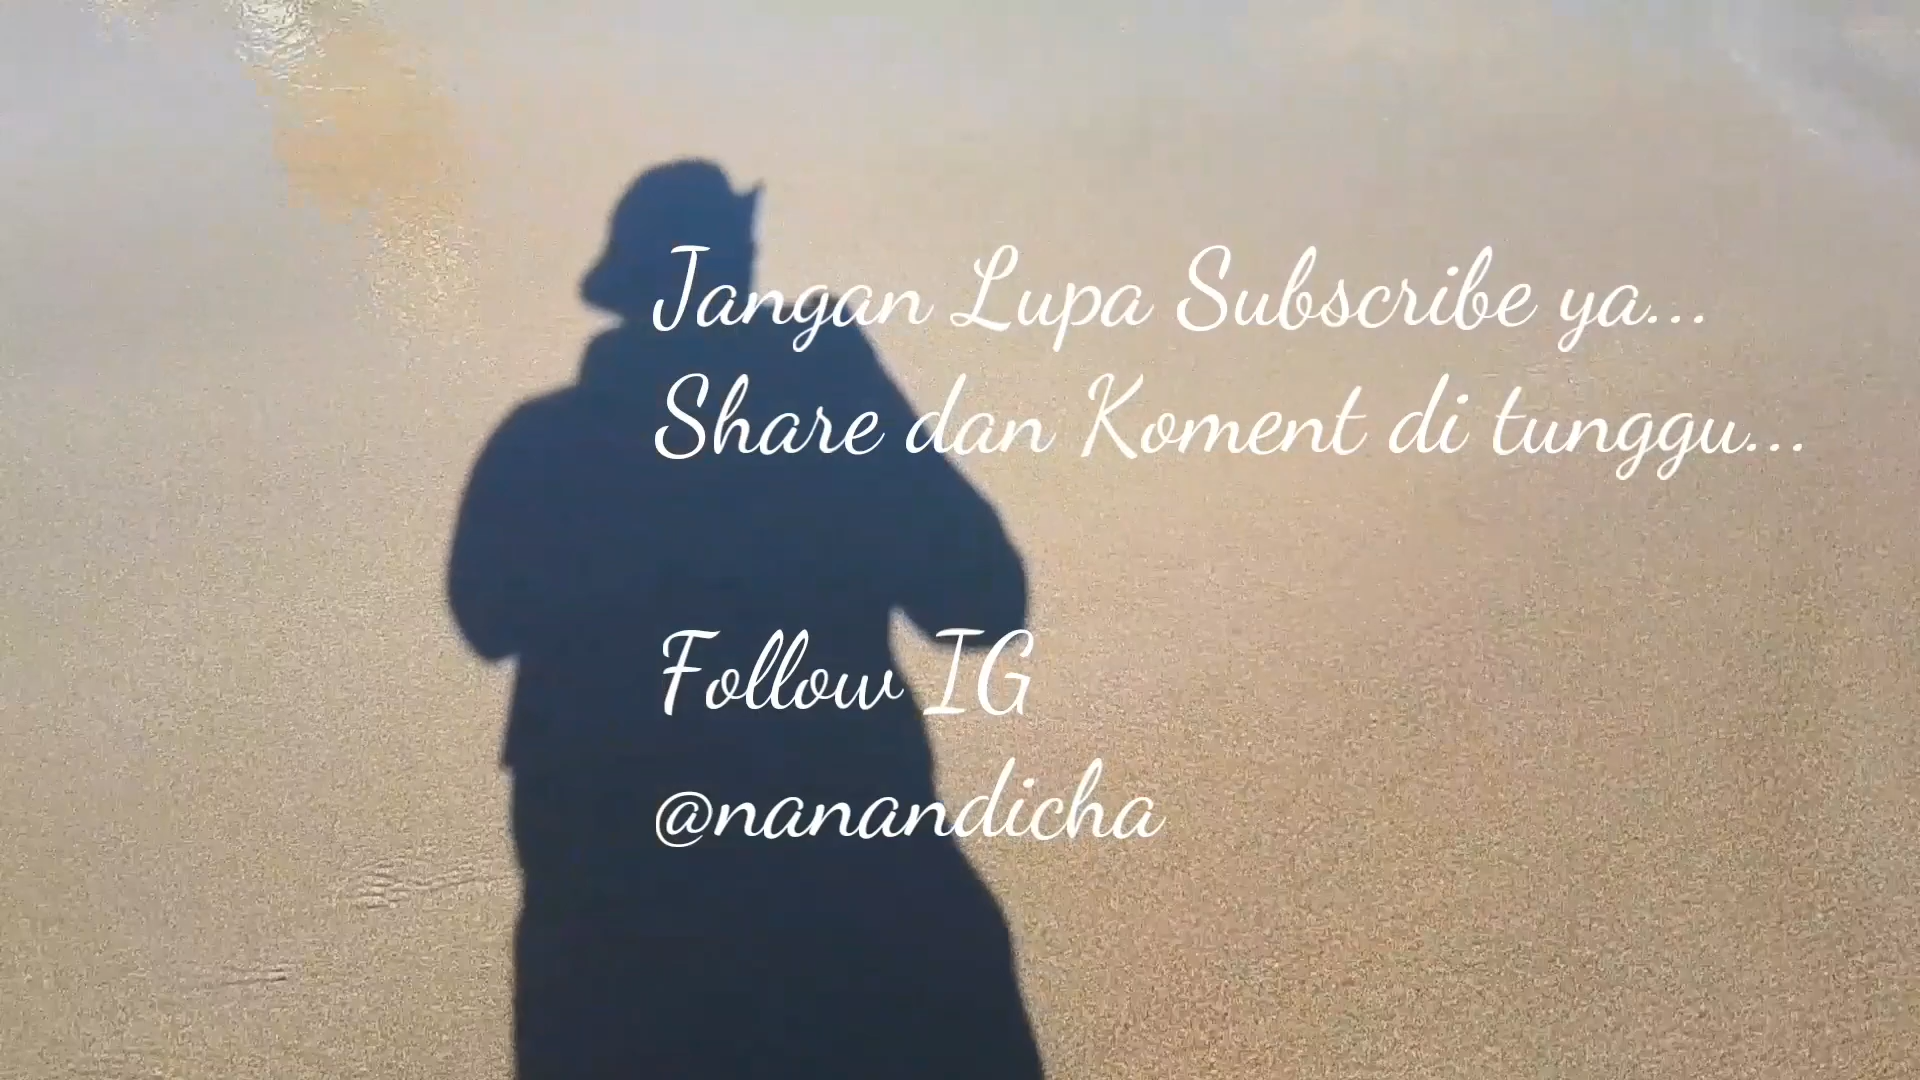 Jangan Lupa Subscribe ya...
Share dan Koment di tunggu...
Follow IG
@nanandicha